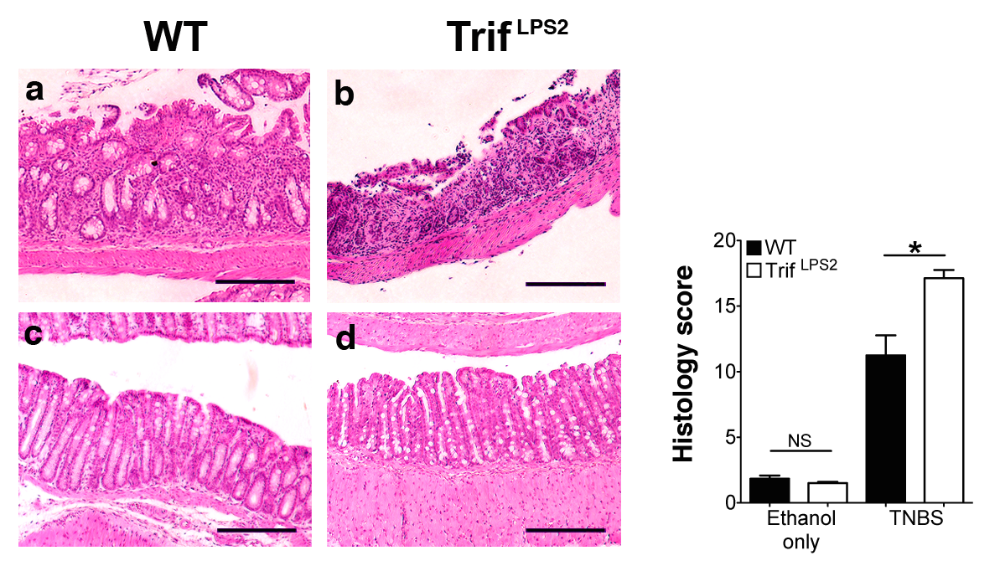 WT
Trif LPS2
a
b
c
d
Histology score
20
15
10
5
0
WT
Trif LPS2
*
NS
Ethanol
only
TNBS